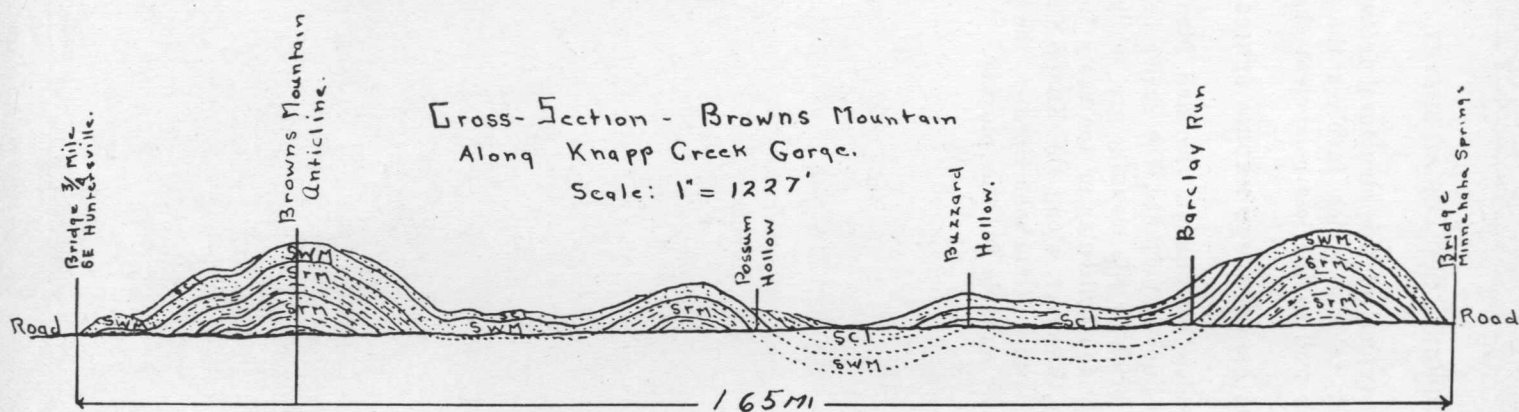 Cross-Section - Browns Mountain
Along Knapp Creek Gorge.
Scale: 1" = 1227'
Bridge 3/4 Mile
SE Huntersville.
Browns Mountain
Anticline.
Possum
Hollow
Buzzard
Hollow.
Barclay Run
Bridge
Minnehaha Springs
Road
SWM
Scl
SWM
Srm
Srm
Scl
SWM
Srm
Scl
SWM
Scl
SWM
Srm
Srm
Road
1 65 MI